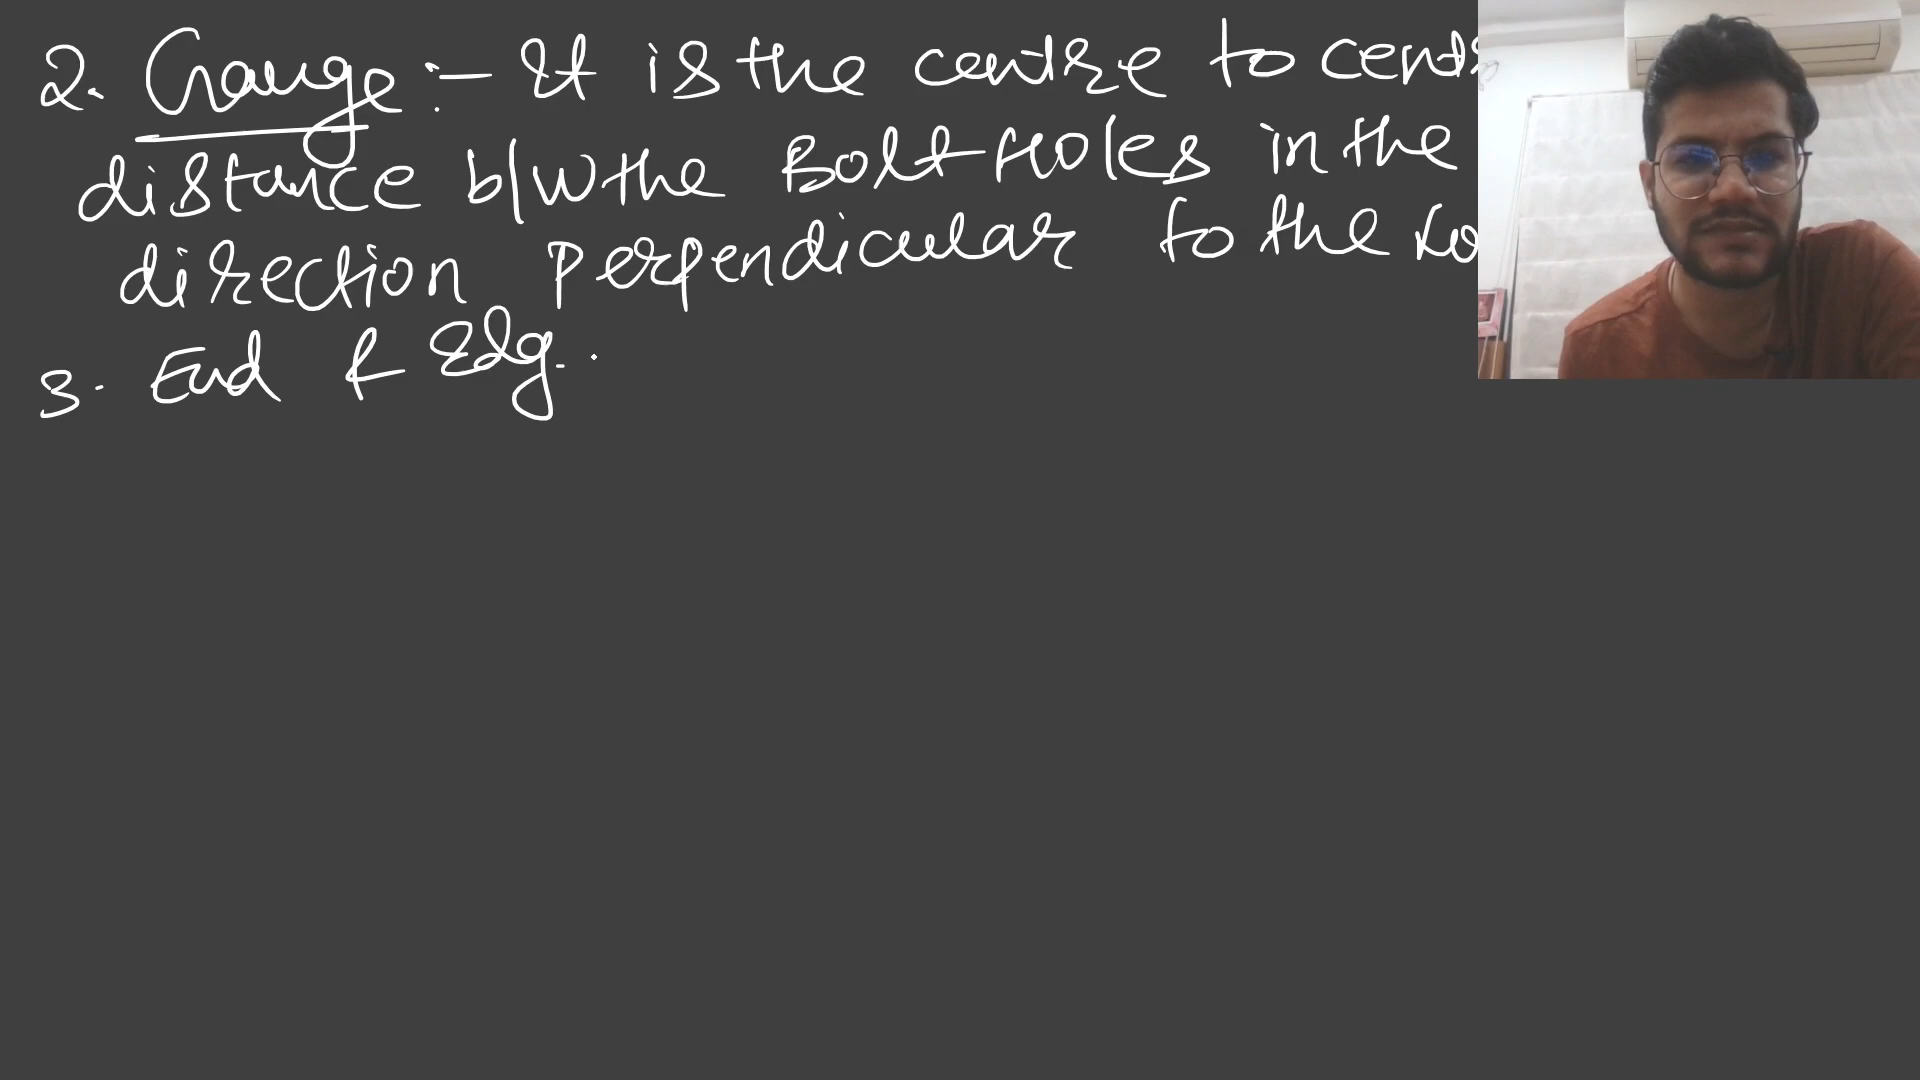 2. Gauge :- It is the centre to cent
distance b/w the Bolt Holes in the
direction perpendicular to the
3. End & Edg.